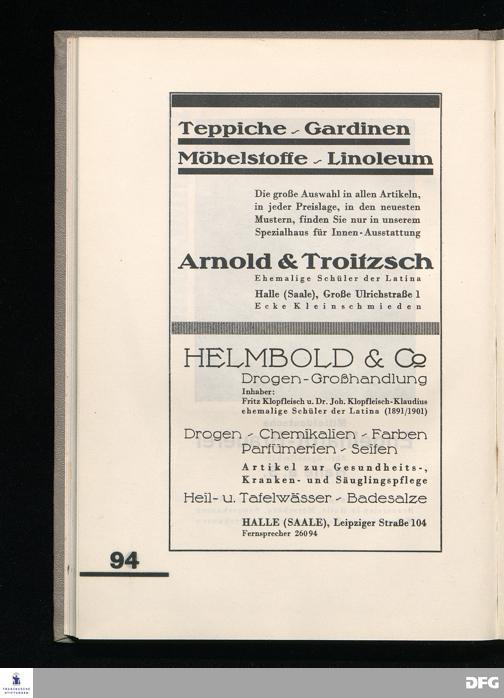 Teppiche - Gardinen
Möbelstoffe - Linoleum
Die große Auswahl in allen Artikeln,
in jeder Preislage, in den neuesten
Mustern, finden Sie nur in unserem
Spezialhaus für Innen-Ausstattung
Arnold & Troitzsch
Ehemalige Schüler der Latina
Halle (Saale), Große Ulrichstraße 1
Ecke Kleinschmieden
HELMBOLD & Co
Drogen-Großhandlung
Inhaber:
Fritz Klopfleisch u. Dr. Joh. Klopfleisch-Klaudius
ehemalige Schüler der Latina (1891/1901)
Drogen - Chemikalien - Farben
Parfümerien - Seifen
Artikel zur Gesundheits-,
Kranken- und Säuglingspflege
Heil- u. Tafelwässer - Badesalze
HALLE (SAALE), Leipziger Straße 104
Fernsprecher 26094
94
FRANCKESCHE
STIFTUNGEN
DFG